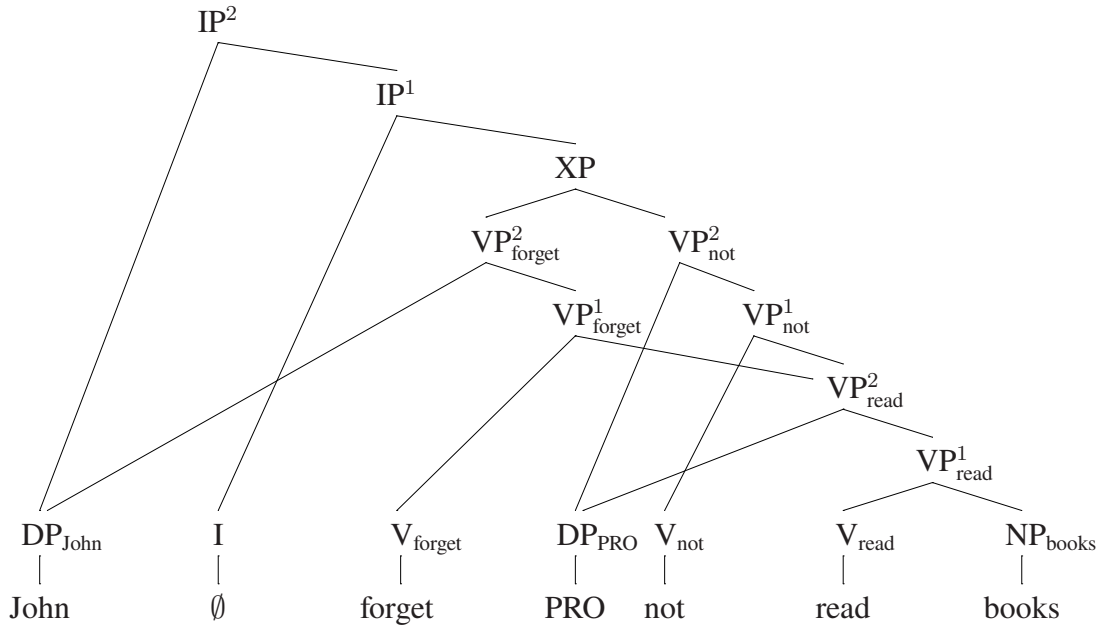 IP²
IP¹
XP
VP²forget VP²not
VP¹forget VP¹not
VP²read
VP¹read
DPJohn I Vforget DPPRO Vnot Vread NPbooks
John ∅ forget PRO not read books